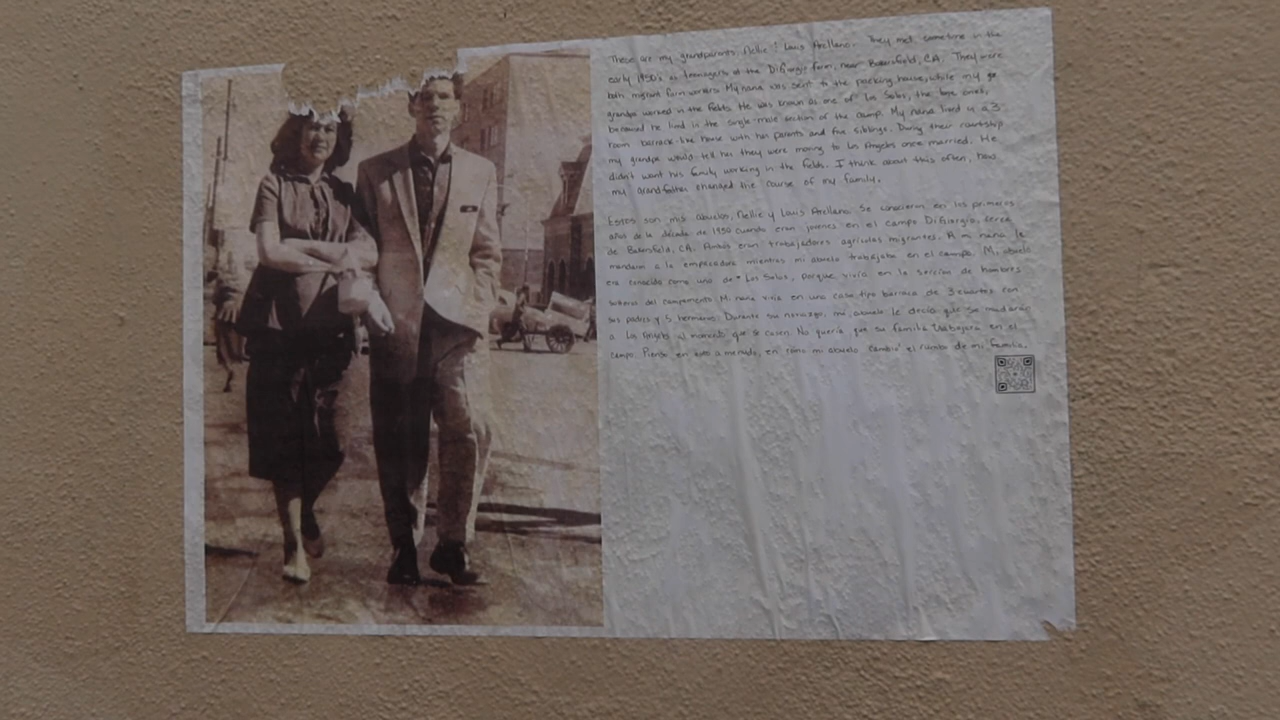 These are my grandparents, Nellie & Louis Arellano. They met sometime in the
early 1950's as teenagers at the DiGiorgio farm, near Bakersfield, CA. They were
both migrant farm workers. My nana was sent to the packing house, while my
grandpa worked in the fields. He was known as one of Los Solos, the lone ones,
because he lived in the single-male section of the camp. My nana lived in a 3
room barrack-like house with her parents and five siblings. During their courtship
my grandpa would tell her they were moving to Los Angeles once married. He
didn't want his family working in the fields. I think about this often, how
my grandfather changed the course of my family.
Estos son mis abuelos, Nellie y Louis Arellano. Se conocieron en los primeros
años de la década de 1950 cuando eran jóvenes en el campo DiGiorgio, cerca
de Bakersfield, CA. Ambos eran trabajadores agrícolas migrantes. A mi nana la
mandaron a la empacadora mientras mi abuelo trabajaba en el campo. Mi abuelo
era conocido como uno de Los Solos, porque vivía en la sección de hombres
solteros del campamento. Mi nana vivía en una casa tipo barraca de 3 cuartos con
sus padres y 5 hermanos. Durante su noviazgo, mi abuelo le decía que se mudarán
a Los Angeles al momento que se casen. No quería que su familia trabajara en el
campo. Pienso en esto a menudo, en cómo mi abuelo cambió el rumbo de mi familia.